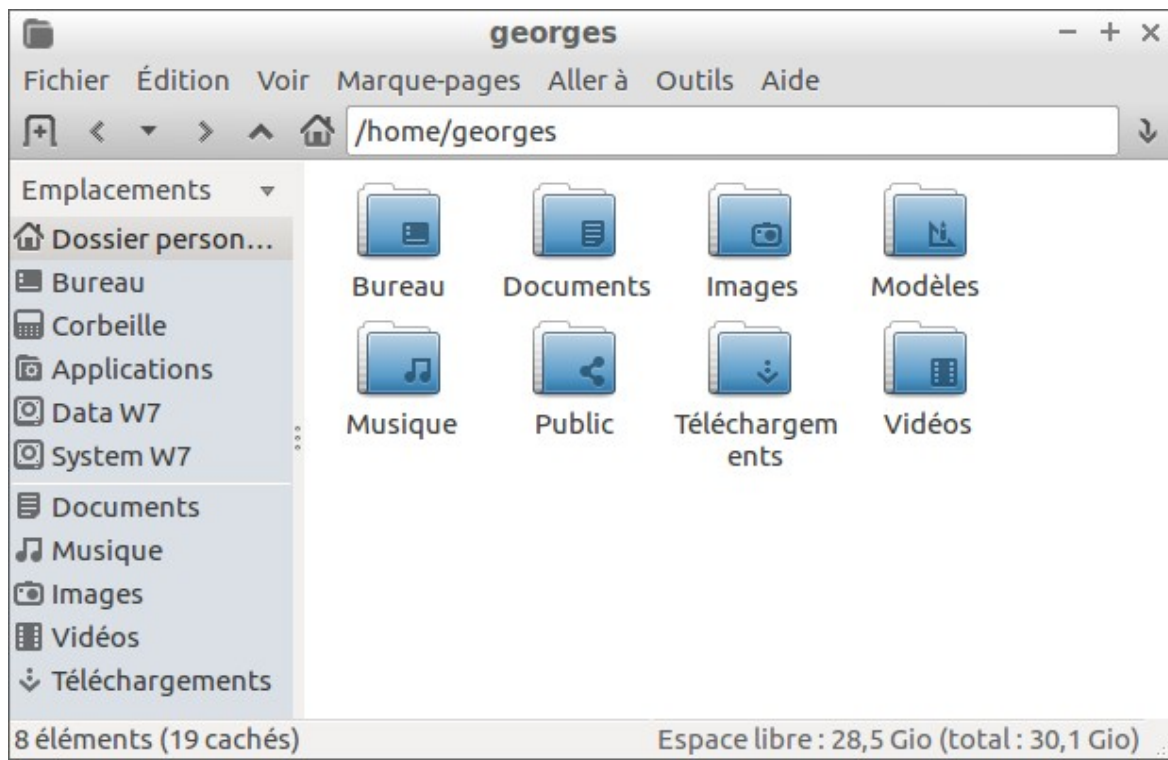 georges
Fichier Édition Voir Marque-pages Aller à Outils Aide
/home/georges
Emplacements
Dossier person...
Bureau
Corbeille
Applications
Data W7
System W7
Documents
Musique
Images
Vidéos
Téléchargements
Bureau Documents Images Modèles
Musique Public Téléchargem Vidéos
ents
8 éléments (19 cachés) Espace libre : 28,5 Gio (total : 30,1 Gio)